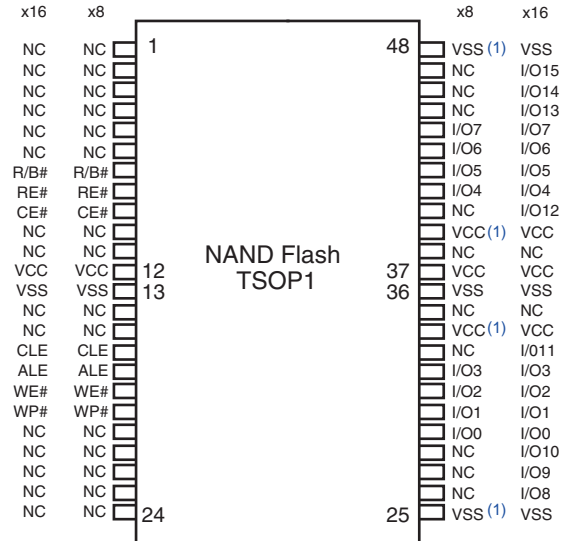 x16 x8 x8 x16
NC NC 1 48 VSS (1) VSS
NC NC NC I/O15
NC NC NC I/O14
NC NC NC I/O13
NC NC I/O7 I/O7
NC NC I/O6 I/O6
R/B# R/B# I/O5 I/O5
RE# RE# I/O4 I/O4
CE# CE# NC I/O12
NC NC VCC (1) VCC
NC NC NAND Flash NC NC
VCC VCC 12 TSOP1 37 VCC VCC
VSS VSS 13 36 VSS VSS
NC NC NC NC
NC NC VCC (1) VCC
CLE CLE NC I/011
ALE ALE I/O3 I/O3
WE# WE# I/O2 I/O2
WP# WP# I/O1 I/O1
NC NC I/O0 I/O0
NC NC NC I/O10
NC NC NC I/O9
NC NC NC I/O8
NC NC 24 25 VSS (1) VSS